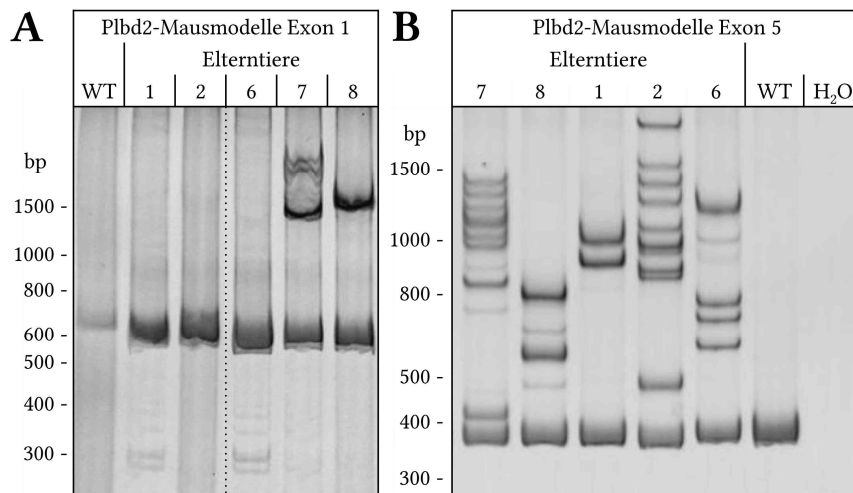 A
Plbd2-Mausmodelle Exon 1
Elterntiere
WT 1 2 6 7 8
bp
1500 -
1000 -
800 -
600 -
500 -
400 -
300 -
B
Plbd2-Mausmodelle Exon 5
Elterntiere
7 8 1 2 6 WT H₂O
bp
1500 -
1000 -
800 -
500 -
400 -
300 -